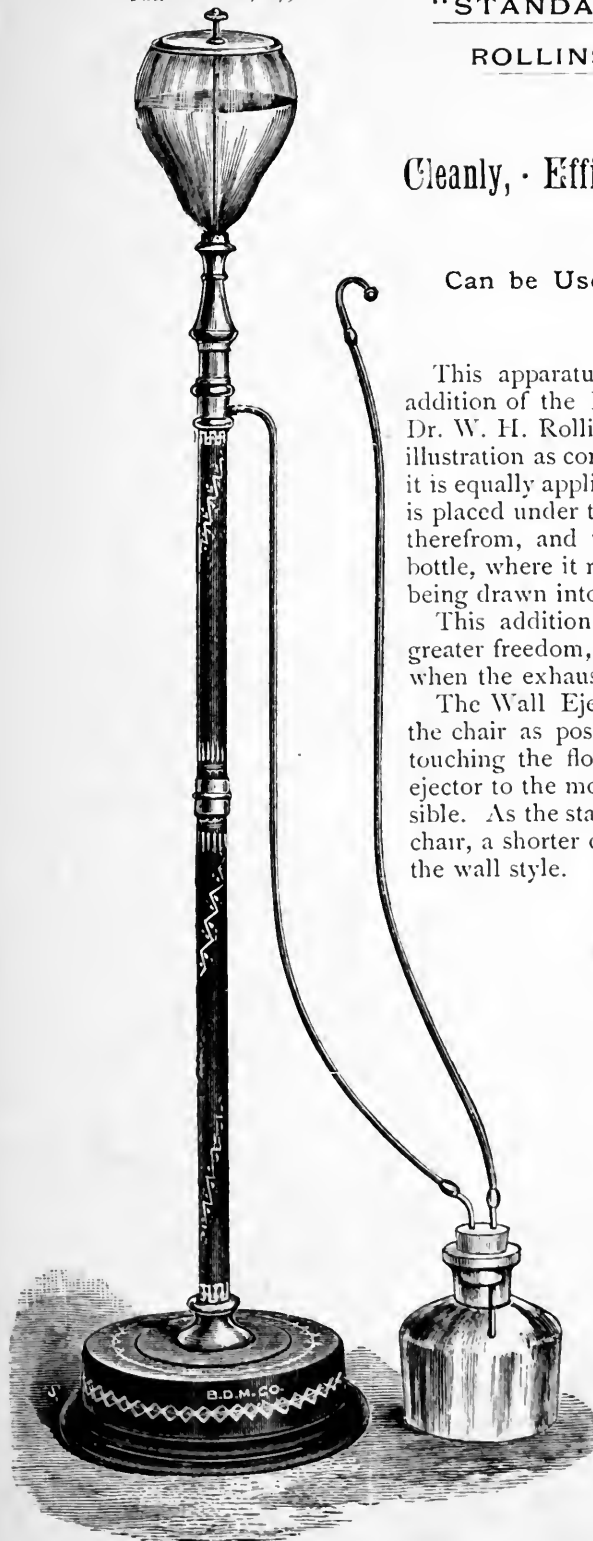 "STANDA
ROLLINS
Cleanly, · Effi
Can be Use
This apparatu
addition of the
Dr. W. H. Rolli
illustration as cor
it is equally appli
is placed under t
therefrom, and
bottle, where it r
being drawn into
This addition
greater freedom,
when the exhaus
The Wall Eje
the chair as pos
touching the flo
ejector to the mo
sible. As the sta
chair, a shorter c
the wall style.
B.D.M.CO.
S.